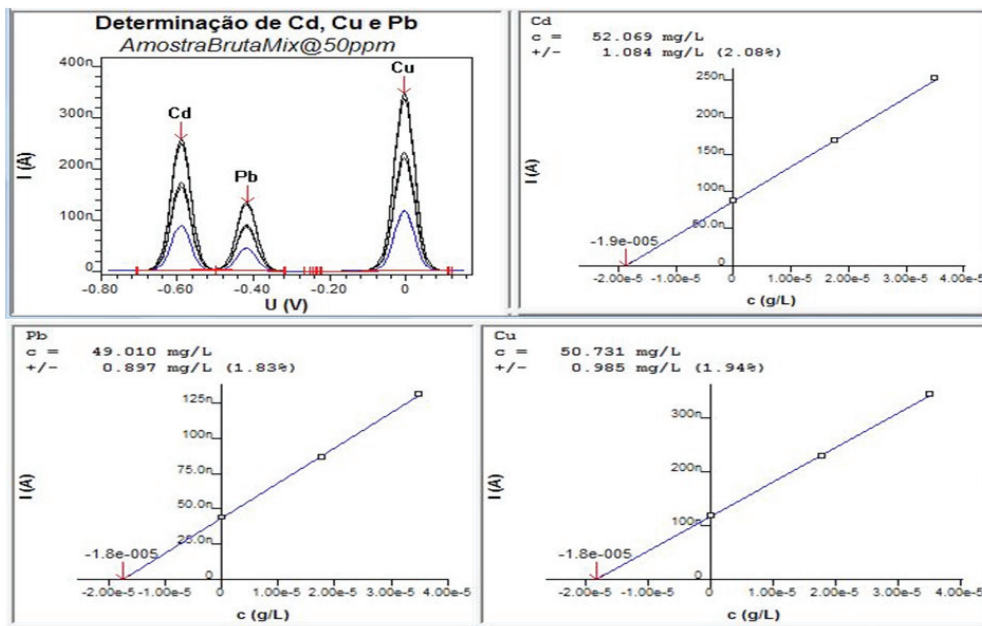 Determinação de Cd, Cu e Pb
AmostraBrutaMix@50ppm
400n
300n
200n
100n
0
I (A)
Cd
Pb
Cu
-0.80
-0.60
-0.40
-0.20
0
U (V)
Cd
c = 52.069 mg/L
+/- 1.084 mg/L (2.08%)
250n
200n
150n
100n
50.0n
0
I (A)
-1.9e-005
-2.00e-5
-1.00e-5
0
1.00e-5
2.00e-5
3.00e-5
4.00e-5
c (g/L)
Pb
c = 49.010 mg/L
+/- 0.897 mg/L (1.83%)
125n
100n
75.0n
50.0n
25.0n
0
I (A)
-1.8e-005
-2.00e-5
-1.00e-5
0
1.00e-5
2.00e-5
3.00e-5
4.00e-5
c (g/L)
Cu
c = 50.731 mg/L
+/- 0.985 mg/L (1.94%)
300n
200n
100n
0
I (A)
-1.8e-005
-2.00e-5
-1.00e-5
0
1.00e-5
2.00e-5
3.00e-5
4.00e-5
c (g/L)